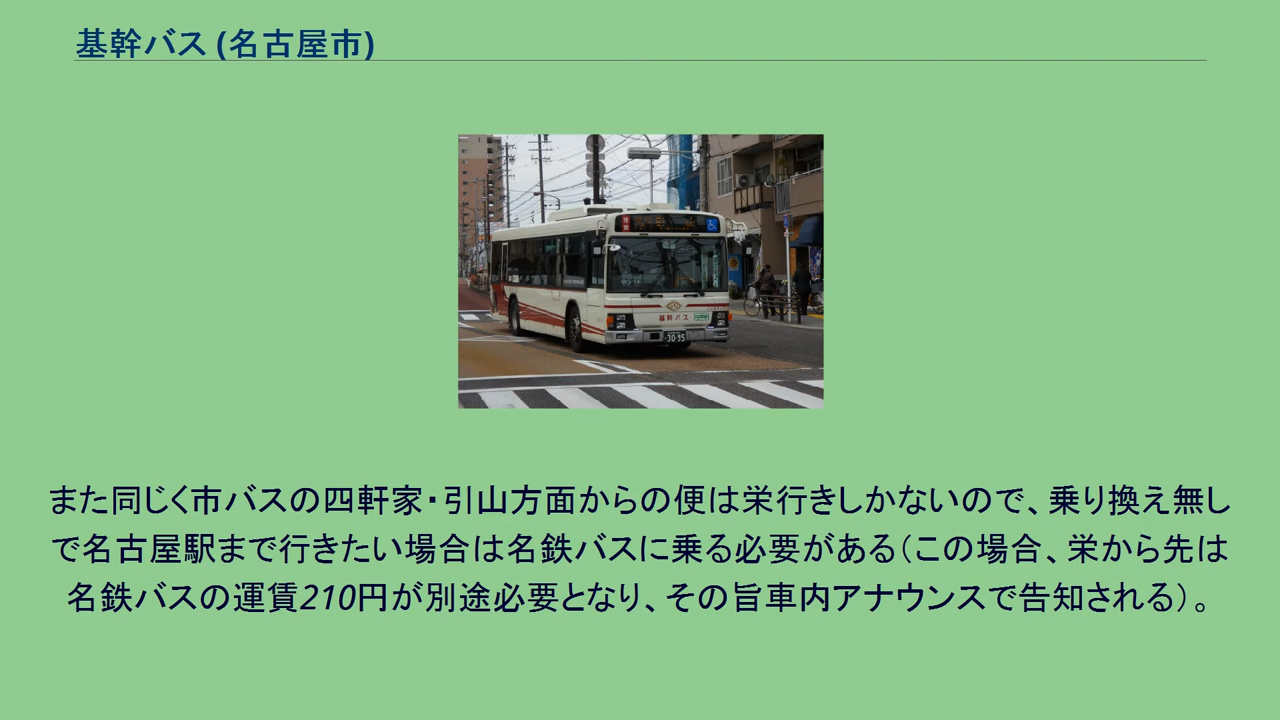 基幹バス (名古屋市)
基幹バス
30-95
また同じく市バスの四軒家・引山方面からの便は栄行きしかないので、乗り換え無し
で名古屋駅まで行きたい場合は名鉄バスに乗る必要がある（この場合、栄から先は
名鉄バスの運賃210円が別途必要となり、その旨車内アナウンスで告知される）。